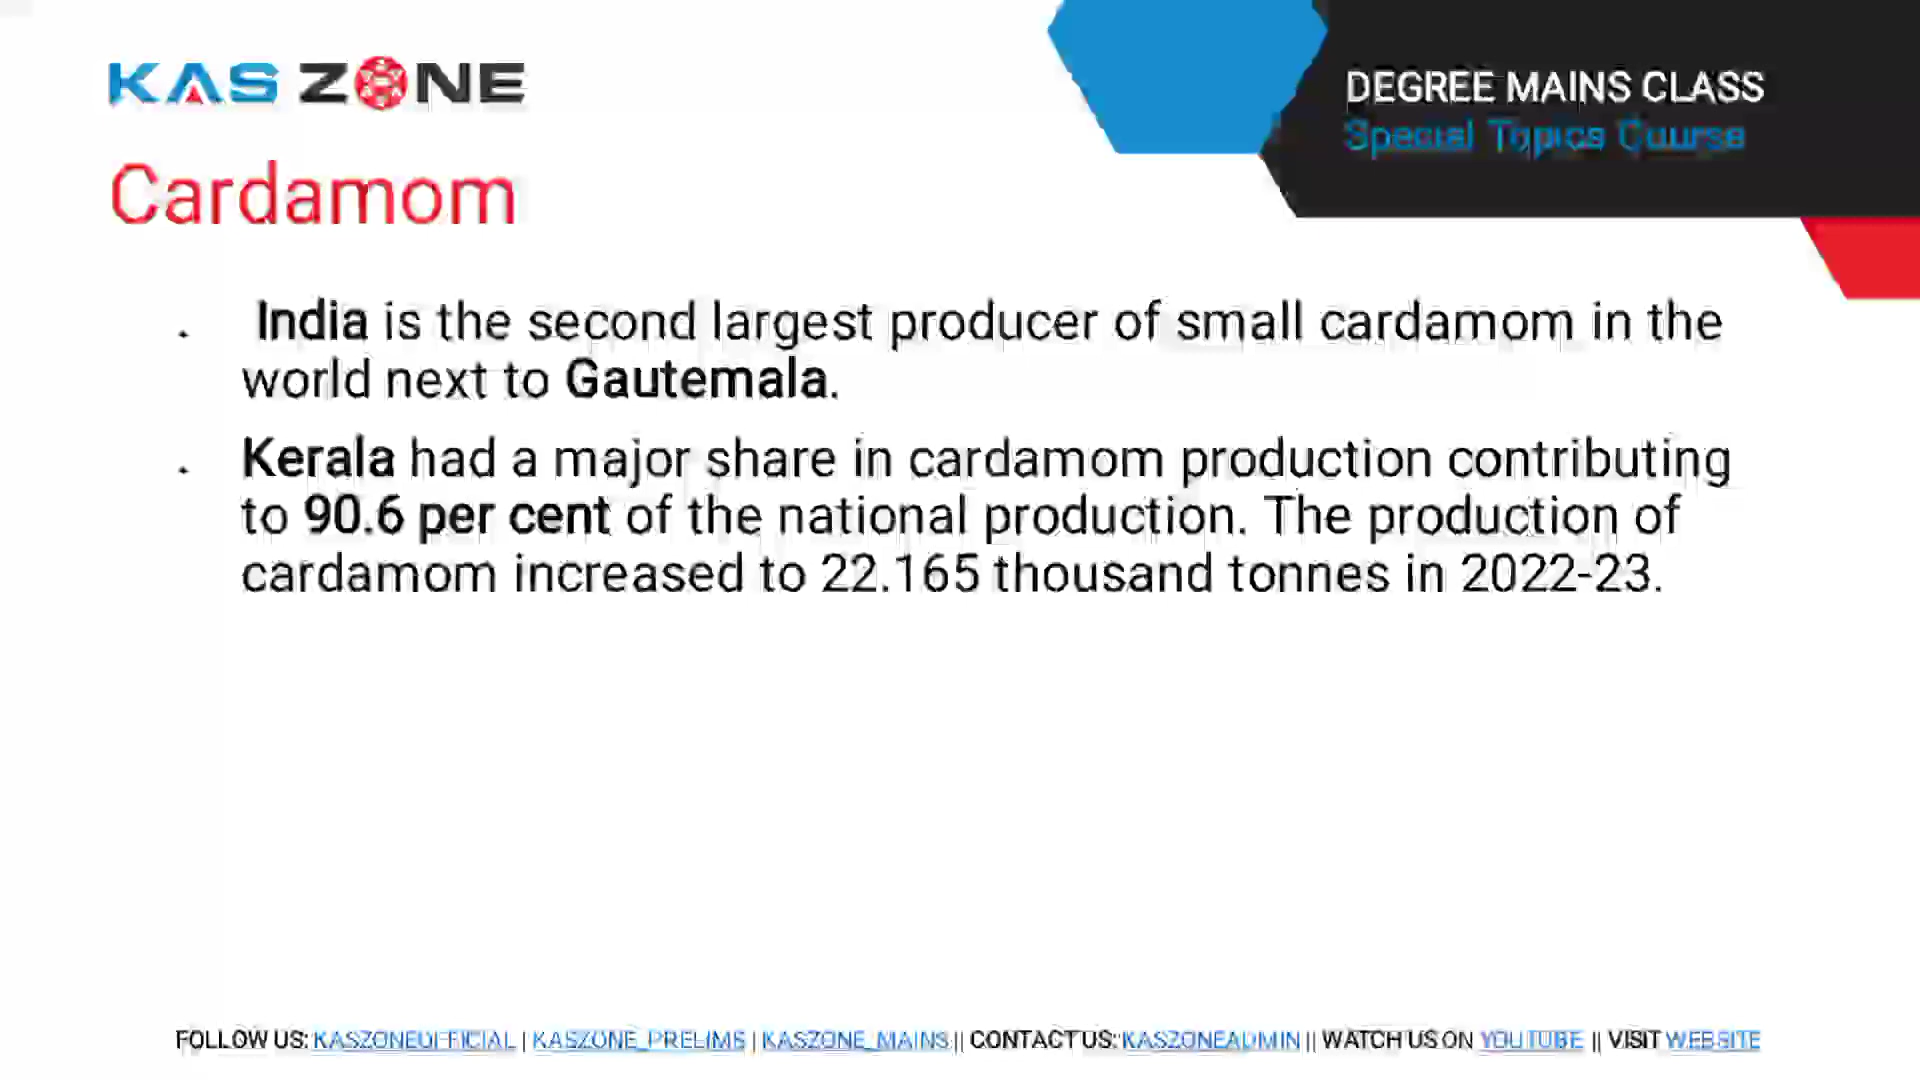 KAS ZONE
DEGREE MAINS CLASS
Special Topics Course
Cardamom
• India is the second largest producer of small cardamom in the
world next to Gautemala.
• Kerala had a major share in cardamom production contributing
to 90.6 per cent of the national production. The production of
cardamom increased to 22.165 thousand tonnes in 2022-23.
FOLLOW US: KASZONEOFFICIAL | KASZONE_PRELIMS | KASZONE_MAINS || CONTACT US: KASZONEADMIN || WATCH US ON YOUTUBE || VISIT WEBSITE